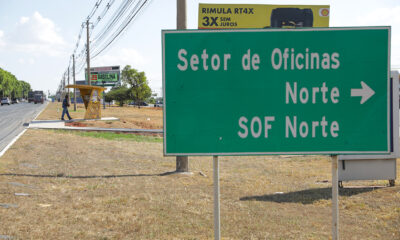 RIMULA RT4X
3X SEM
JUROS
Setor de Oficinas
Norte
SOF Norte